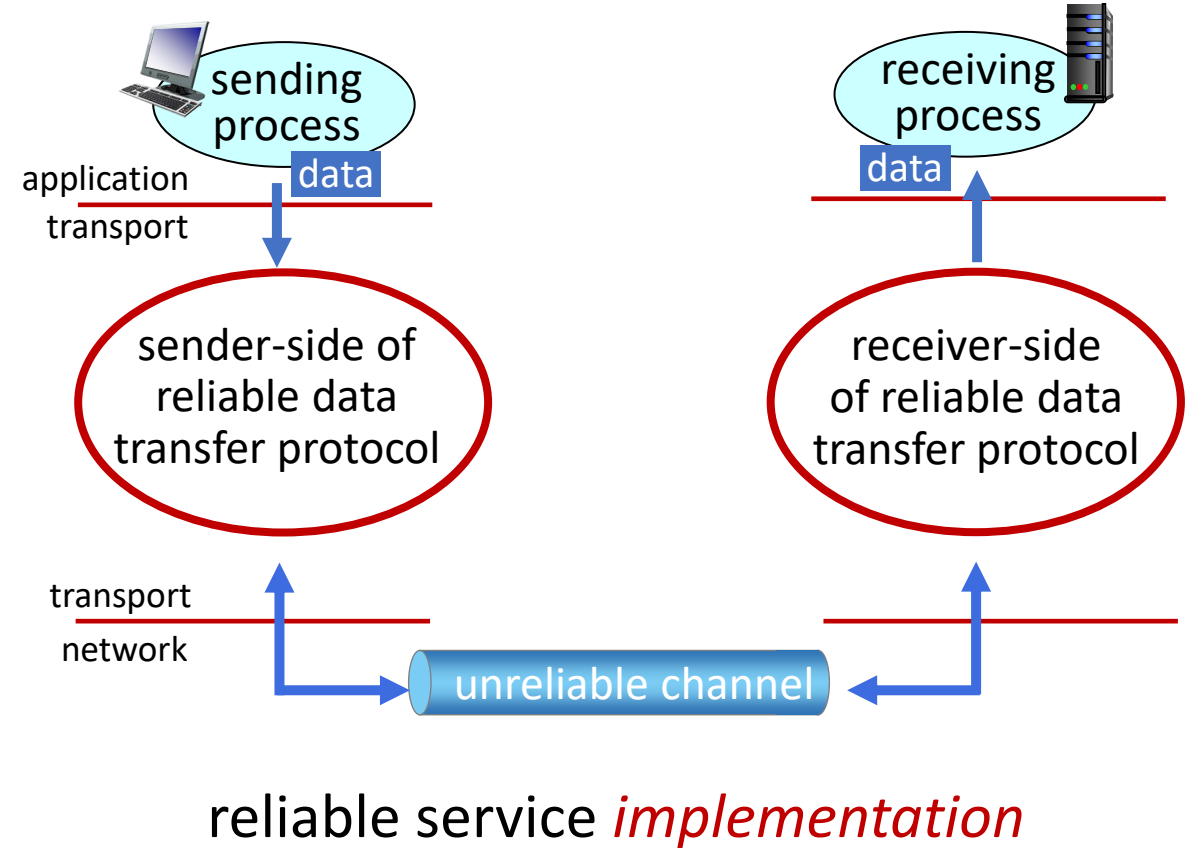 sending
process
data
application
transport
receiving
process
data
sender-side of
reliable data
transfer protocol
receiver-side
of reliable data
transfer protocol
transport
network
unreliable channel
reliable service implementation